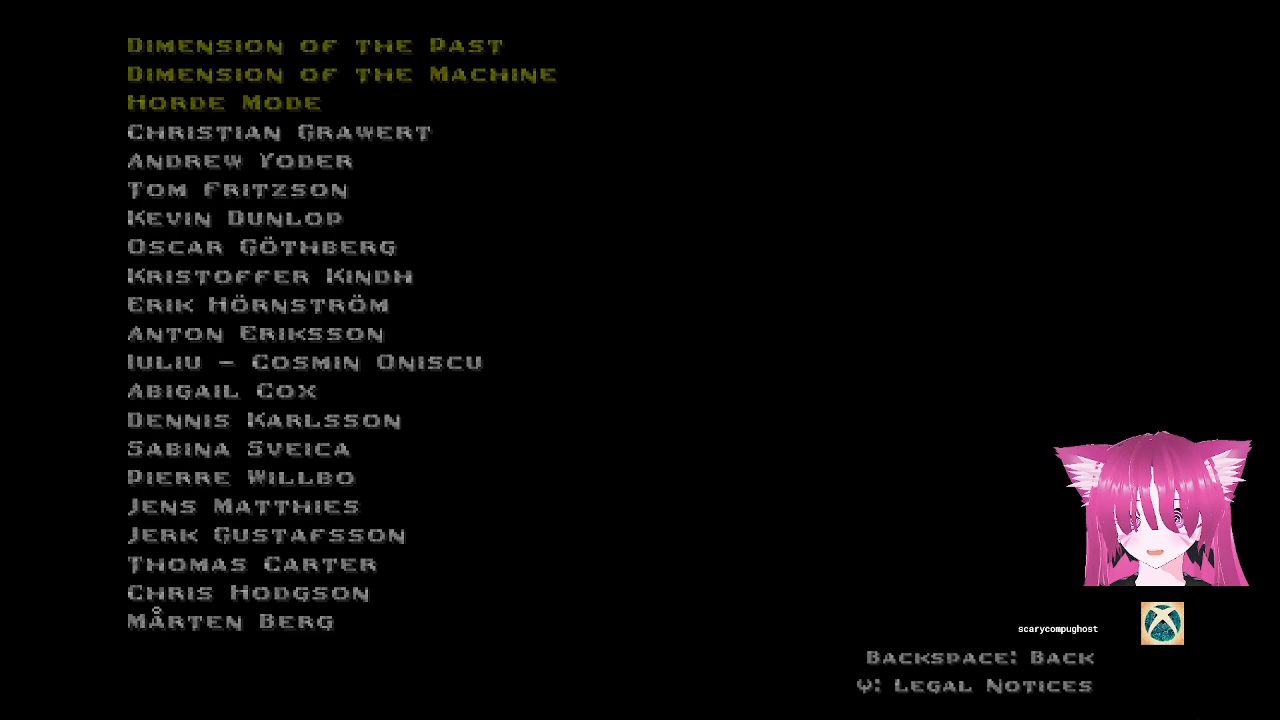 Dimension of the Past
Dimension of the Machine
Horde Mode
Christian Grawert
Andrew Yoder
Tom Fritzson
Kevin Dunlop
Oscar Göthberg
Kristoffer Kindh
Erik Hörnström
Anton Eriksson
Iuliu - Cosmin Oniscu
Abigail Cox
Dennis Karlsson
Sabina Sveica
Pierre Willbo
Jens Matthies
Jerk Gustafsson
Thomas Carter
Chris Hodgson
Mårten Berg
scarycompughost
Backspace: Back
V: Legal Notices